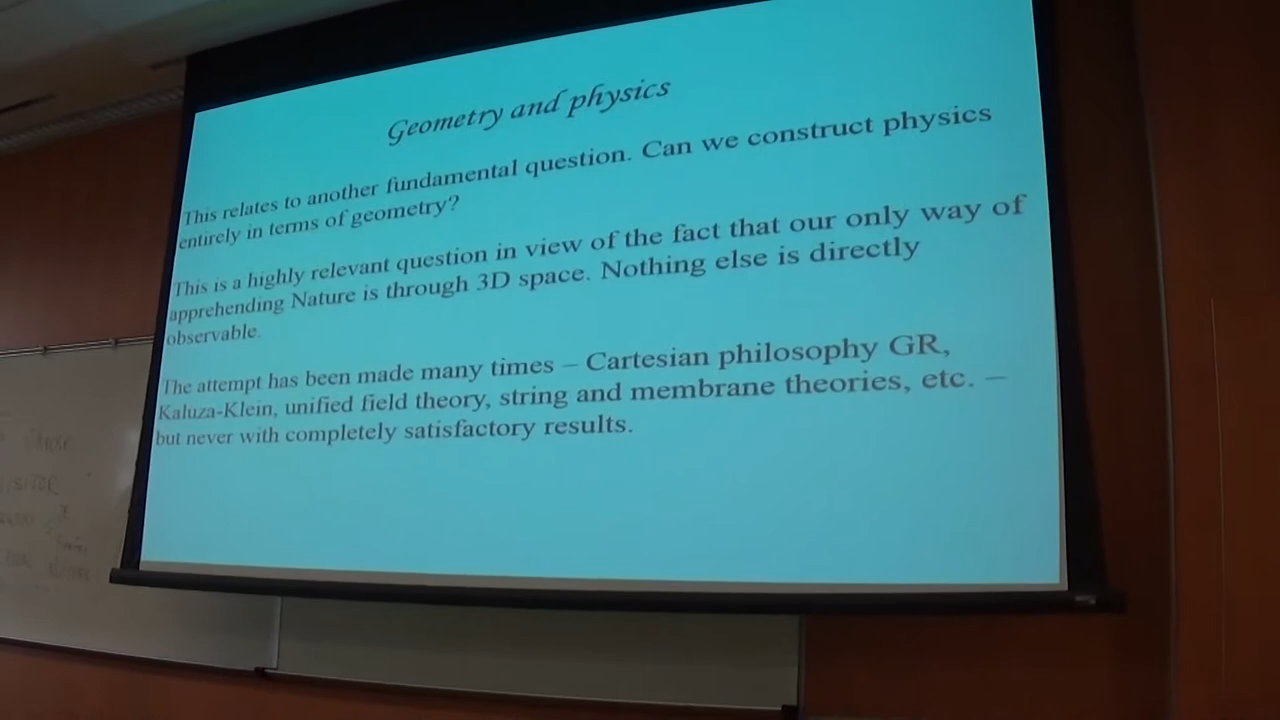 Geometry and physics
This relates to another fundamental question. Can we construct physics
entirely in terms of geometry?
This is a highly relevant question in view of the fact that our only way of
apprehending Nature is through 3D space. Nothing else is directly
observable.
The attempt has been made many times – Cartesian philosophy GR,
Kaluza-Klein, unified field theory, string and membrane theories, etc. –
but never with completely satisfactory results.